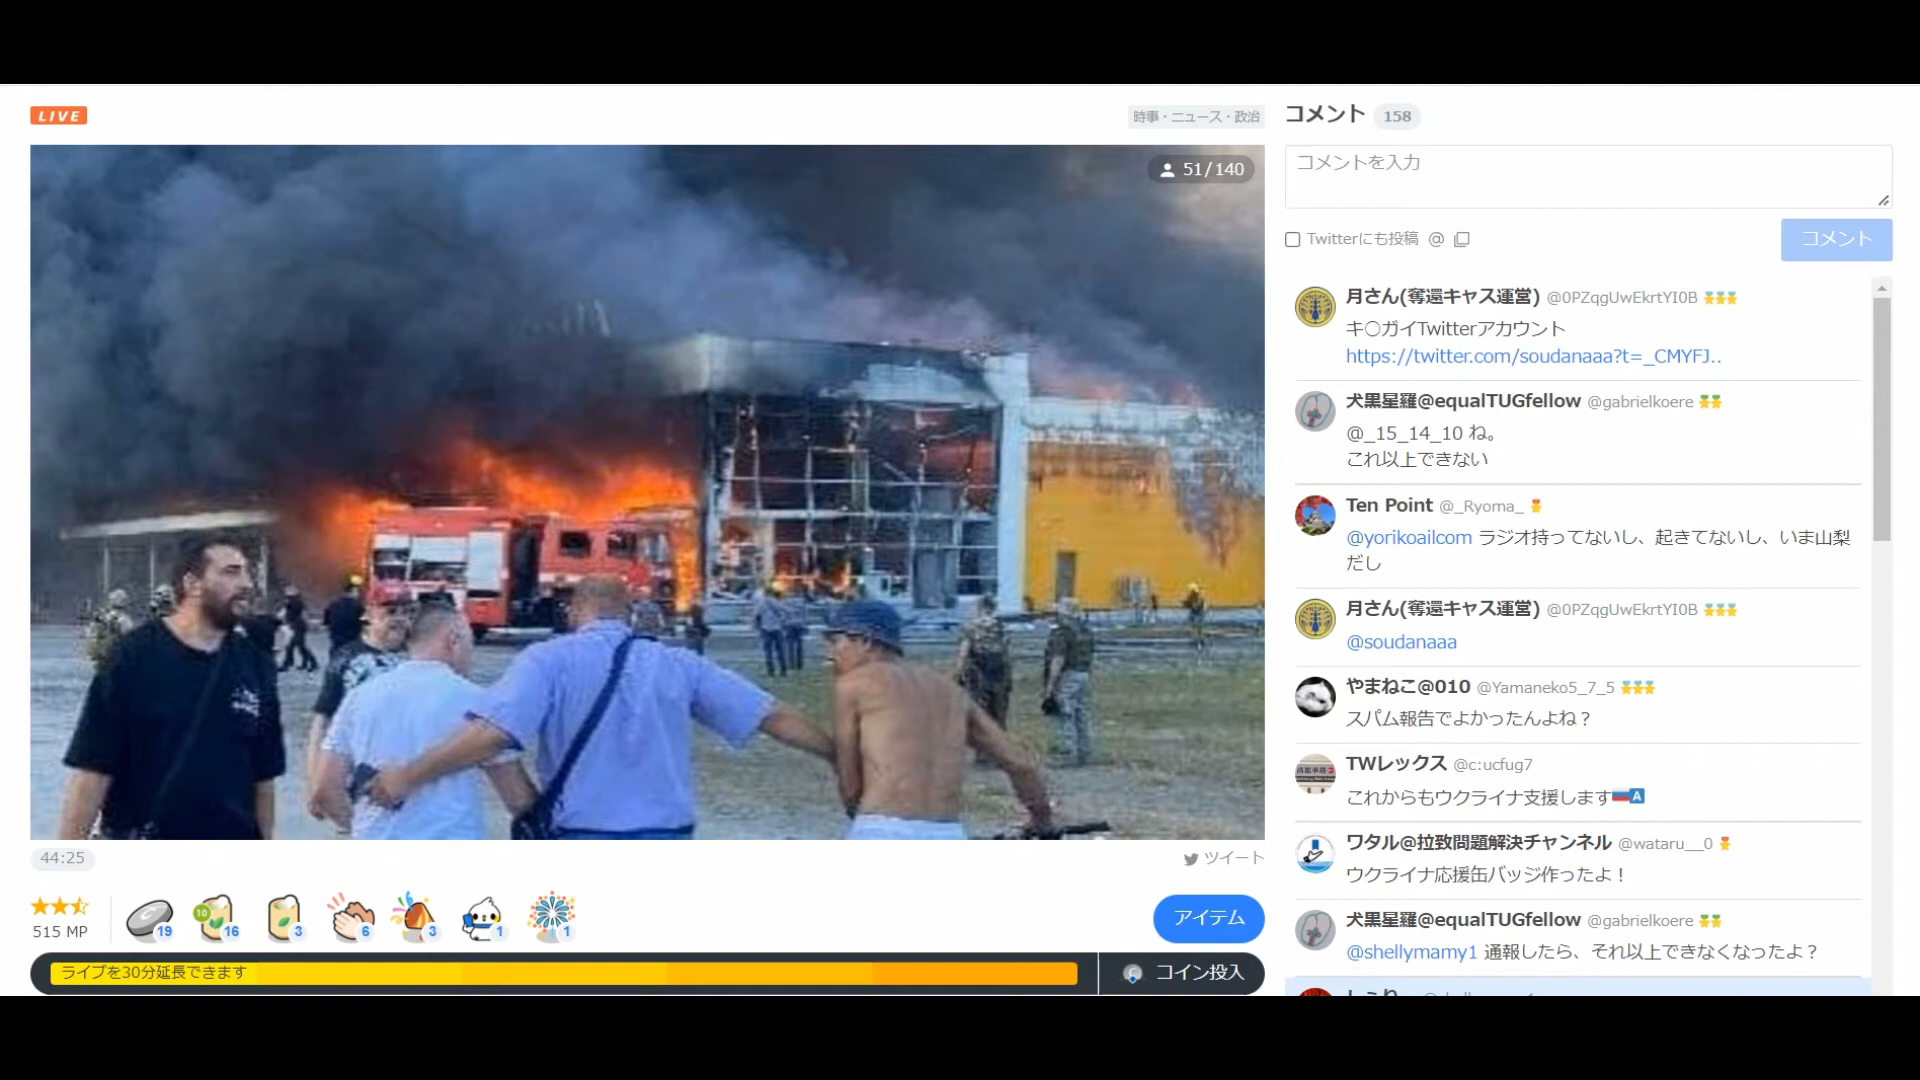 LIVE
時事・ニュース・政治
51/140
44:25
ツイート
515 MP
19
10
16
3
6
3
1
1
アイテム
ライブを30分延長できます
コイン投入
コメント 158
コメントを入力
Twitterにも投稿 @
コメント
月さん(奪還キャス運営) @0PZqgUwEkrtYI0B
キ〇ガイTwitterアカウント
https://twitter.com/soudanaaa?t=_CMYFJ..
犬黒星羅@equalTUGfellow @gabrielkoere
@_15_14_10 ね。
これ以上できない
Ten Point @_Ryoma_
@yorikoailcom ラジオ持ってないし、起きてないし、いま山梨
だし
月さん(奪還キャス運営) @0PZqgUwEkrtYI0B
@soudanaaa
やまねこ@010 @Yamaneko5_7_5
スパム報告でよかったんよね？
TWレックス @c:ucfug7
これからもウクライナ支援します
ワタル@拉致問題解決チャンネル @wataru__0
ウクライナ応援缶バッジ作ったよ！
犬黒星羅@equalTUGfellow @gabrielkoere
@shellymamy1 通報したら、それ以上できなくなったよ？